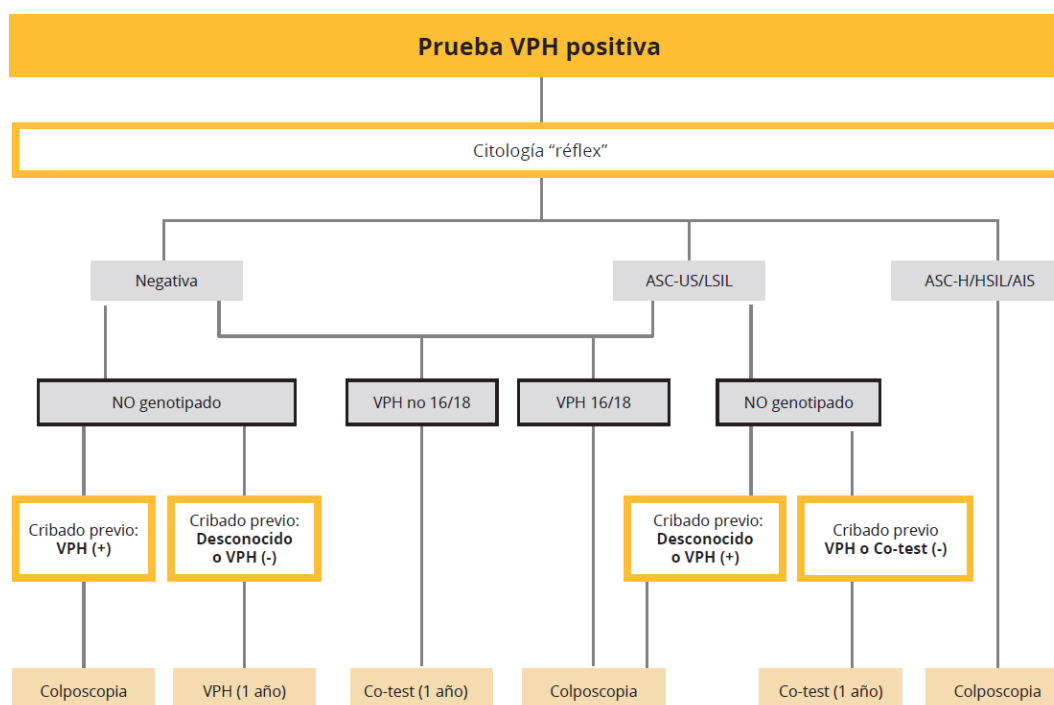 Prueba VPH positiva
Citología “réflex”
Negativa
ASC-US/LSIL
ASC-H/HSIL/AIS
NO genotipado
VPH no 16/18
VPH 16/18
NO genotipado
Cribado previo:
VPH (+)
Cribado previo:
Desconocido
o VPH (-)
Cribado previo:
Desconocido
o VPH (+)
Cribado previo
VPH o Co-test (-)
Colposcopia
VPH (1 año)
Co-test (1 año)
Colposcopia
Co-test (1 año)
Colposcopia